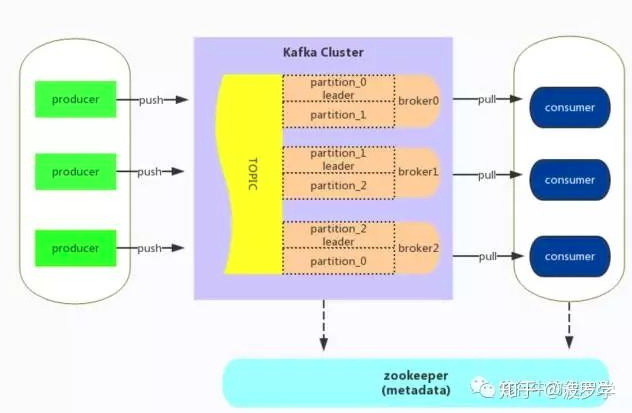 Kafka Cluster
producer
push
producer
push
producer
push
TOPIC
partition_0
leader
partition_1
broker0
partition_1
leader
partition_2
broker1
partition_2
leader
partition_0
broker2
pull
consumer
pull
consumer
pull
consumer
zookeeper
(metadata)
知乎 @菠萝学